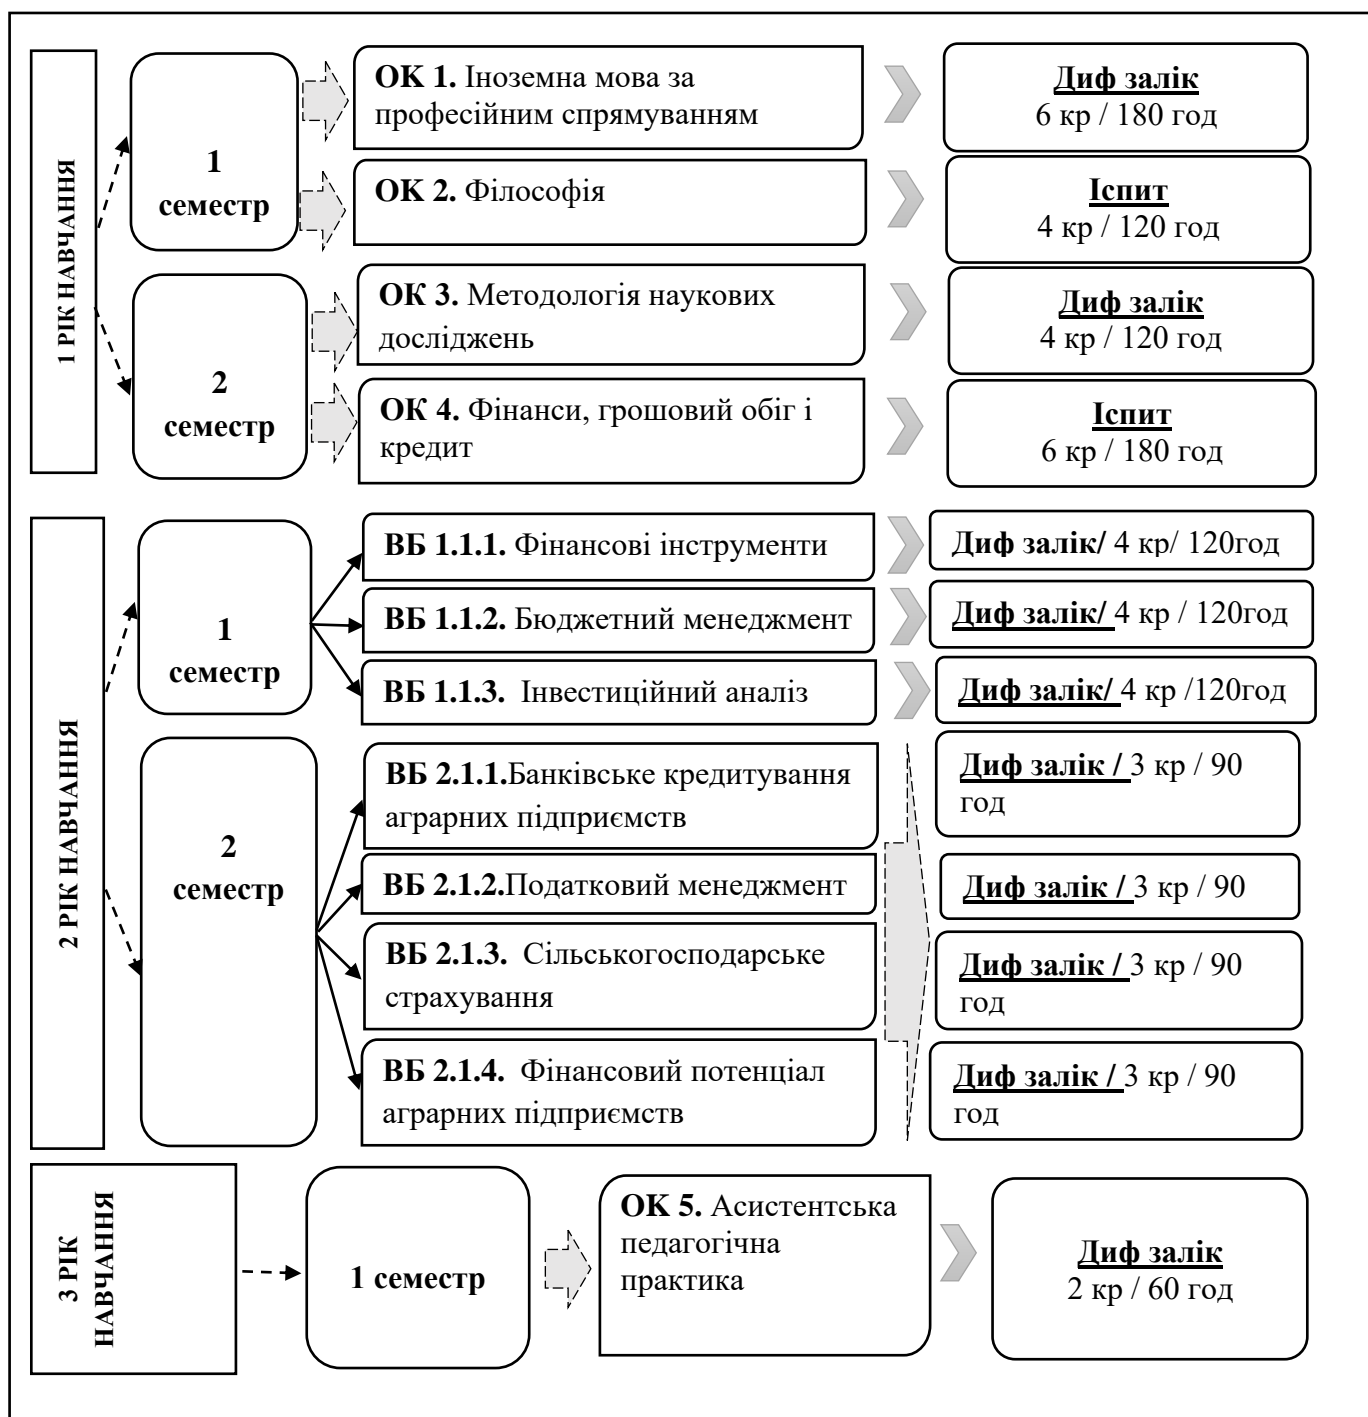 1 РІК НАВЧАННЯ
1
семестр
ОК 1. Іноземна мова за
професійним спрямуванням
Диф залік
6 кр / 180 год
ОК 2. Філософія
Іспит
4 кр / 120 год
2
семестр
ОК 3. Методологія наукових
досліджень
Диф залік
4 кр / 120 год
ОК 4. Фінанси, грошовий обіг і
кредит
Іспит
6 кр / 180 год
2 РІК НАВЧАННЯ
1
семестр
ВБ 1.1.1. Фінансові інструменти
Диф залік/ 4 кр/ 120год
ВБ 1.1.2. Бюджетний менеджмент
Диф залік/ 4 кр / 120год
ВБ 1.1.3. Інвестиційний аналіз
Диф залік/ 4 кр /120год
2
семестр
ВБ 2.1.1.Банківське кредитування
аграрних підприємств
Диф залік / 3 кр / 90
год
ВБ 2.1.2.Податковий менеджмент
Диф залік / 3 кр / 90
ВБ 2.1.3. Сільськогосподарське
страхування
Диф залік / 3 кр / 90
год
ВБ 2.1.4. Фінансовий потенціал
аграрних підприємств
Диф залік / 3 кр / 90
год
3 РІК
НАВЧАННЯ
1 семестр
ОК 5. Асистентська
педагогічна
практика
Диф залік
2 кр / 60 год